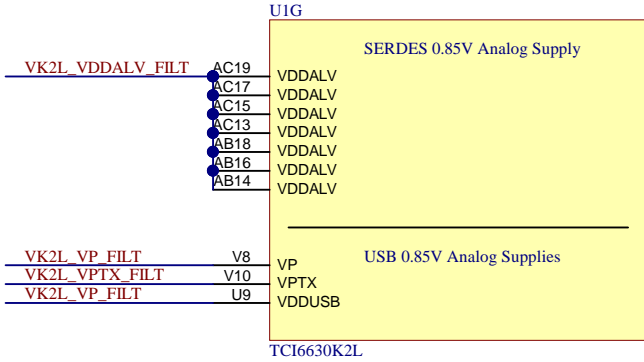 U1G
SERDES 0.85V Analog Supply
VK2L_VDDALV_FILT AC19 VDDALV
AC17 VDDALV
AC15 VDDALV
AC13 VDDALV
AB18 VDDALV
AB16 VDDALV
AB14 VDDALV
USB 0.85V Analog Supplies
VK2L_VP_FILT V8 VP
VK2L_VPTX_FILT V10 VPTX
VK2L_VP_FILT U9 VDDUSB
TCI6630K2L